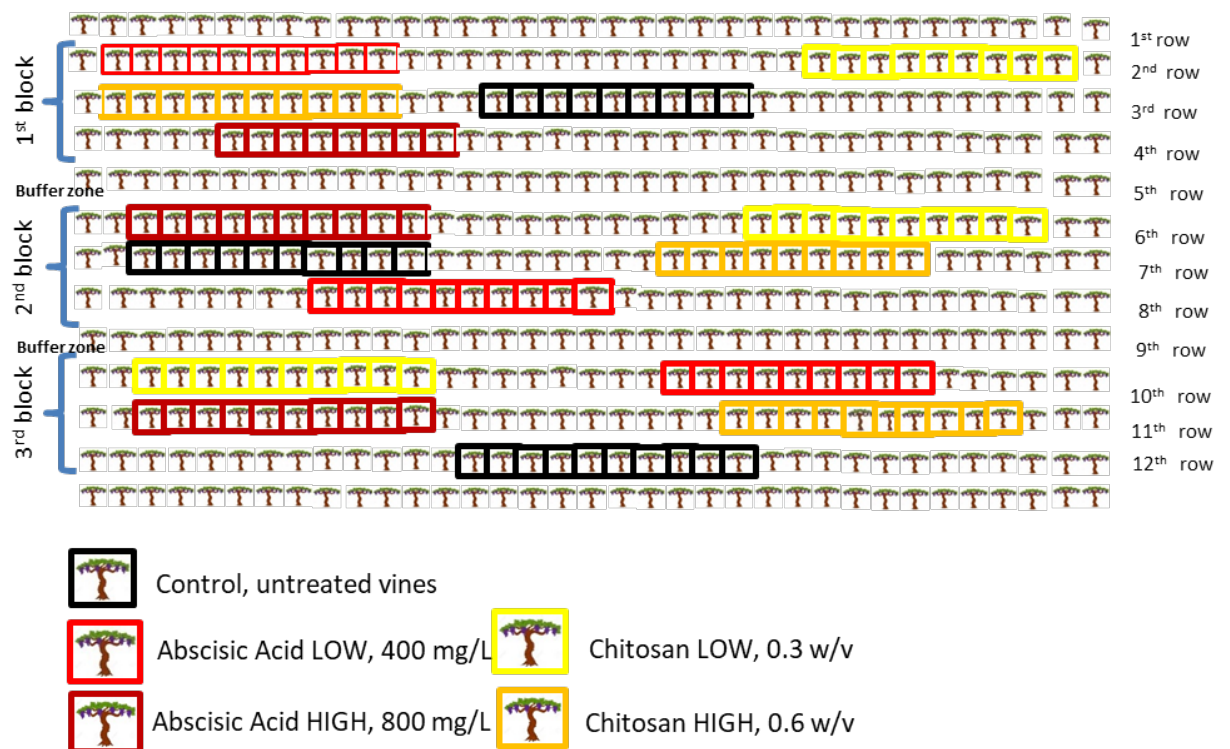 1st row
2nd row
1st block
3rd row
4th row
Buffer zone
5th row
6th row
2nd block
7th row
8th row
Buffer zone
9th row
10th row
3rd block
11th row
12th row
Control, untreated vines
Abscisic Acid LOW, 400 mg/L
Chitosan LOW, 0.3 w/v
Abscisic Acid HIGH, 800 mg/L
Chitosan HIGH, 0.6 w/v